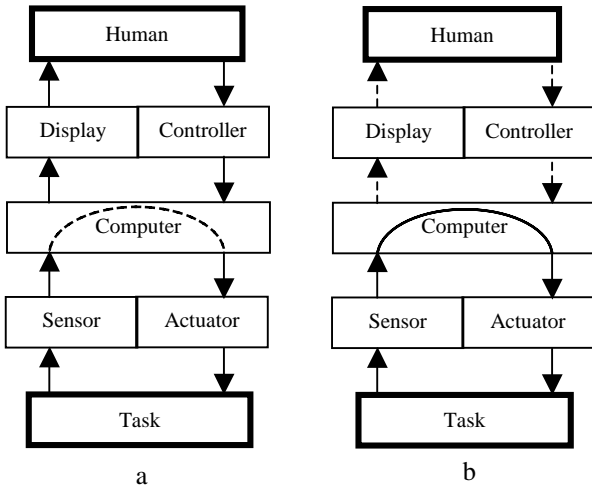 Human
Display Controller
Computer
Sensor Actuator
Task
a
Human
Display Controller
Computer
Sensor Actuator
Task
b